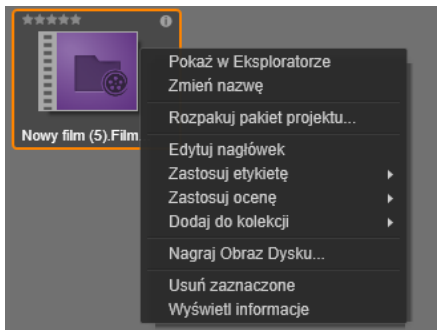 Nowy film (5).Film
Pokaż w Eksploratorze
Zmień nazwę
Rozpakuj pakiet projektu...
Edytuj nagłówek
Zastosuj etykietę
Zastosuj ocenę
Dodaj do kolekcji
Nagraj Obraz Dysku...
Usuń zaznaczone
Wyświetl informacje